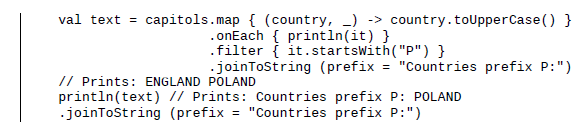 val text = capitols.map { (country, _) -> country.toUpperCase() }
.onEach { println(it) }
.filter { it.startsWith("P") }
.joinToString (prefix = "Countries prefix P:")
// Prints: ENGLAND POLAND
println(text) // Prints: Countries prefix P: POLAND
.joinToString (prefix = "Countries prefix P:")